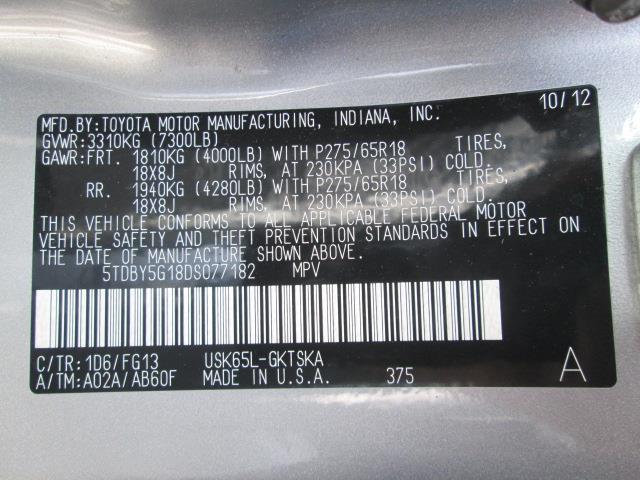 MFD.BY:TOYOTA MOTOR MANUFACTURING, INDIANA, INC. 10/12
GVWR:3310KG (7300LB)
GAWR:FRT. 1810KG (4000LB) WITH P275/65R18 TIRES,
18X8J RIMS, AT 230KPA (33PSI) COLD.
RR. 1940KG (4280LB) WITH P275/65R18 TIRES,
18X8J RIMS, AT 230KPA (33PSI) COLD.
THIS VEHICLE CONFORMS TO ALL APPLICABLE FEDERAL MOTOR
VEHICLE SAFETY AND THEFT PREVENTION STANDARDS IN EFFECT ON
THE DATE OF MANUFACTURE SHOWN ABOVE.
5TDBY5G18DS077182 MPV
C/TR: 1D6/FG13 USK65L-GKTSKA
A/TM: A02A/AB60F MADE IN U.S.A. 375 A